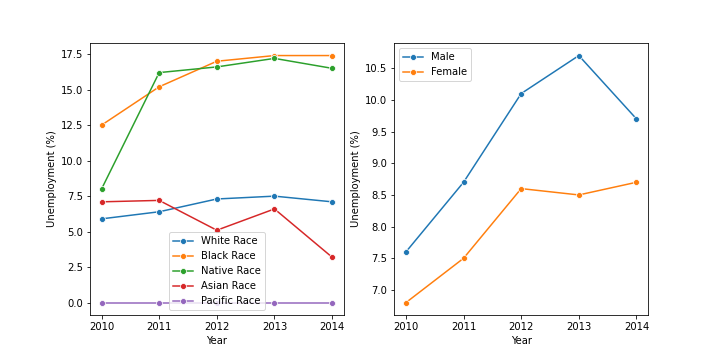 17.5
15.0
12.5
10.0
7.5
5.0
2.5
0.0
Unemployment (%)
2010 2011 2012 2013 2014
Year
White Race
Black Race
Native Race
Asian Race
Pacific Race
10.5
10.0
9.5
9.0
8.5
8.0
7.5
7.0
Unemployment (%)
2010 2011 2012 2013 2014
Year
Male
Female